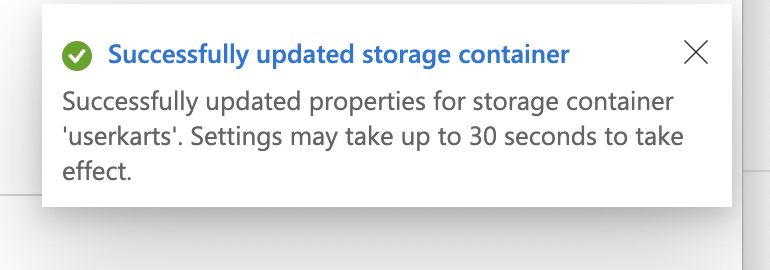 Successfully updated storage container
Successfully updated properties for storage container
'userkarts'. Settings may take up to 30 seconds to take
effect.